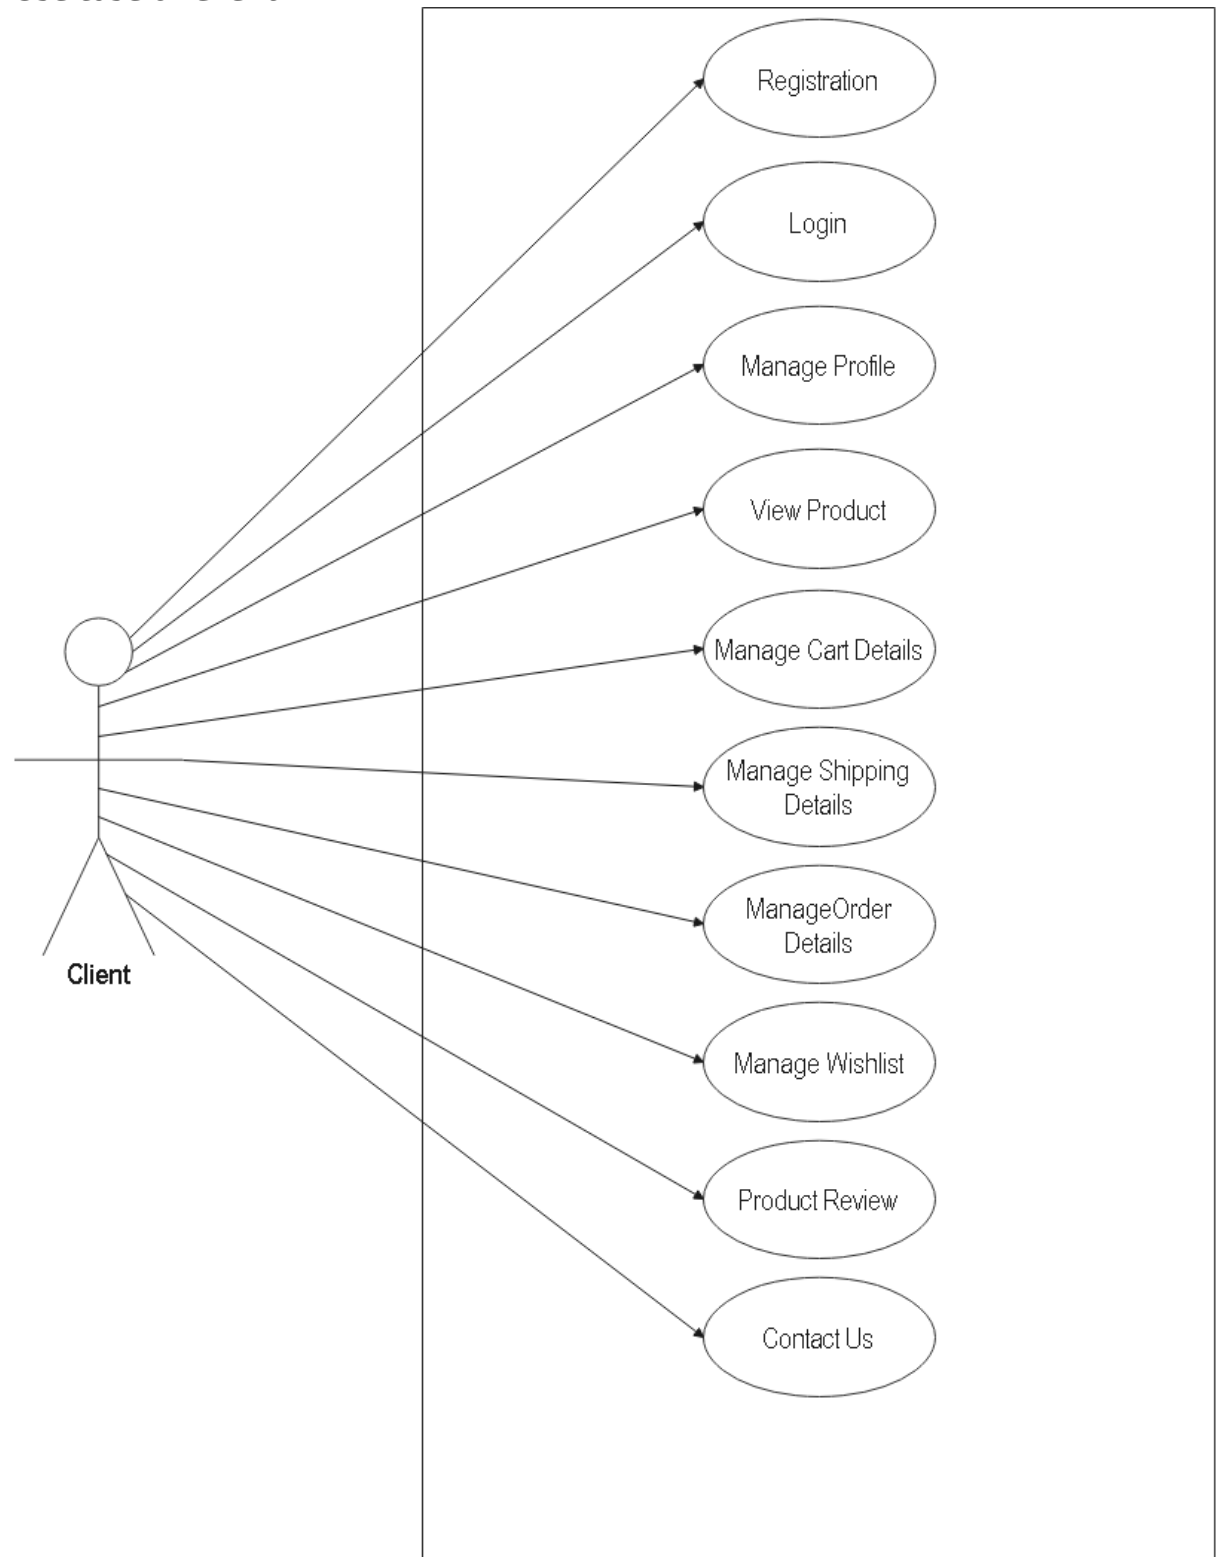 Registration
Login
Manage Profile
View Product
Manage Cart Details
Manage Shipping
Details
ManageOrder
Details
Client
Manage Wishlist
Product Review
Contact Us